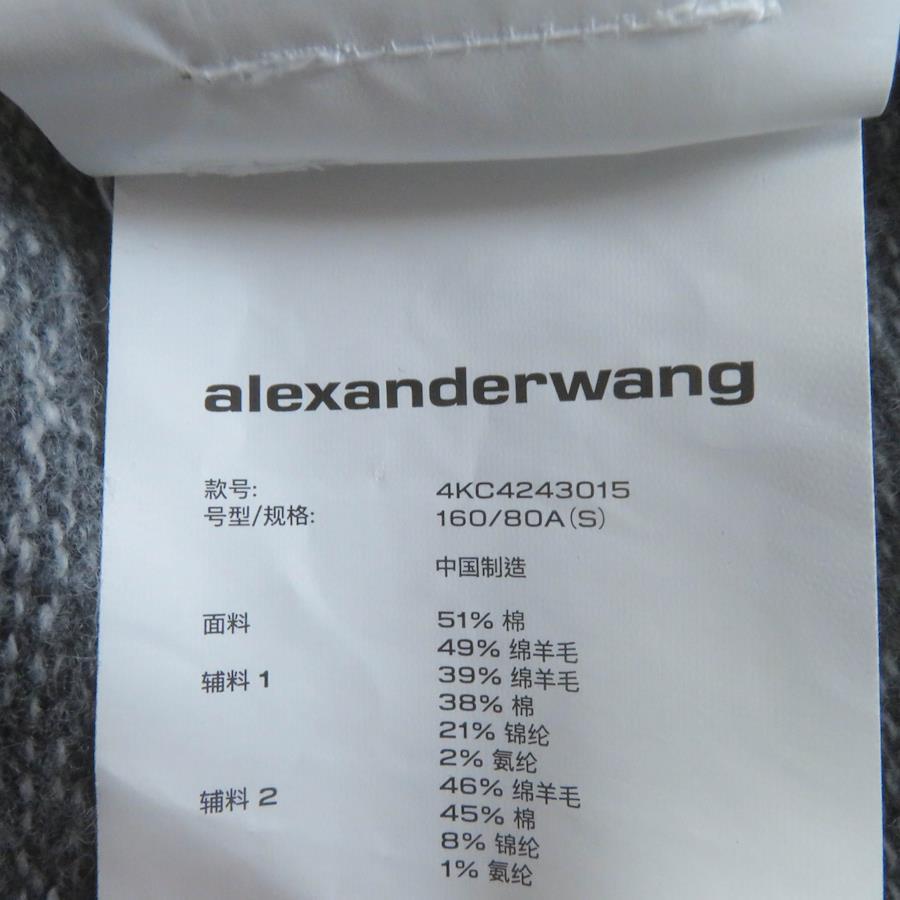 alexanderwang
款号: 4KC4243015
号型/规格: 160/80A(S)
中国制造
面料 51% 棉
49% 绵羊毛
辅料 1 39% 绵羊毛
38% 棉
21% 锦纶
2% 氨纶
辅料 2 46% 绵羊毛
45% 棉
8% 锦纶
1% 氨纶